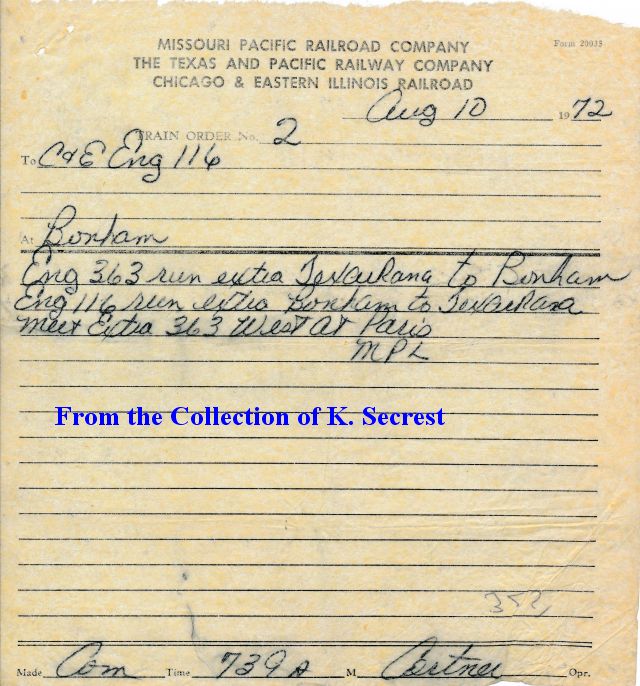 Form 20035
MISSOURI PACIFIC RAILROAD COMPANY
THE TEXAS AND PACIFIC RAILWAY COMPANY
CHICAGO & EASTERN ILLINOIS RAILROAD
Aug 10 1972
TRAIN ORDER No. 2
To C&E Eng 116
At Bonham
Eng 363 run extra Texarkana to Bonham
Eng 116 run extra Bonham to Texarkana
meet Extra 363 West at Paris
MPL
From the Collection of K. Secrest
352
Made Com Time 739 A M Cartner Opr.